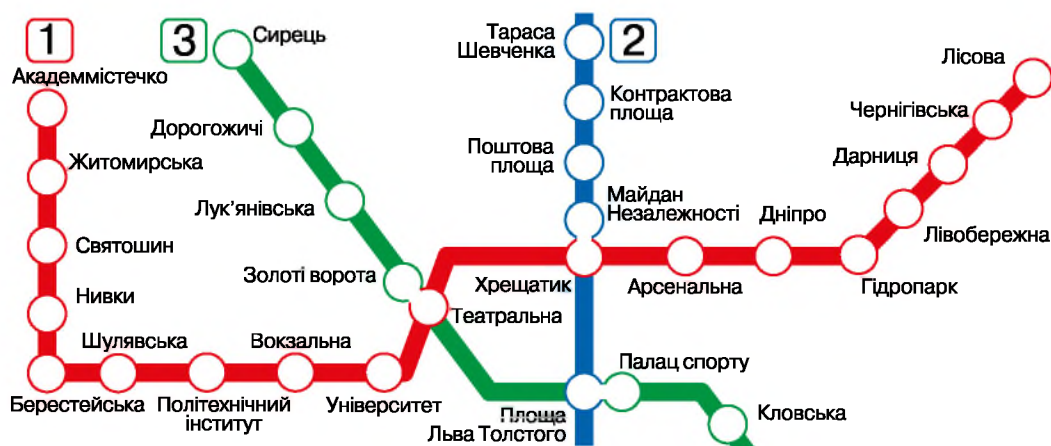 1
3
2
Академмістечко
Житомирська
Святошин
Нивки
Берестейська
Шулявська
Політехнічний
інститут
Вокзальна
Університет
Театральна
Хрещатик
Арсенальна
Дніпро
Гідропарк
Лівобережна
Дарниця
Чернігівська
Лісова
Сирець
Дорогожичі
Лук’янівська
Золоті ворота
Палац спорту
Кловська
Тараса
Шевченка
Контрактова
площа
Поштова
площа
Майдан
Незалежності
Площа
Льва Толстого